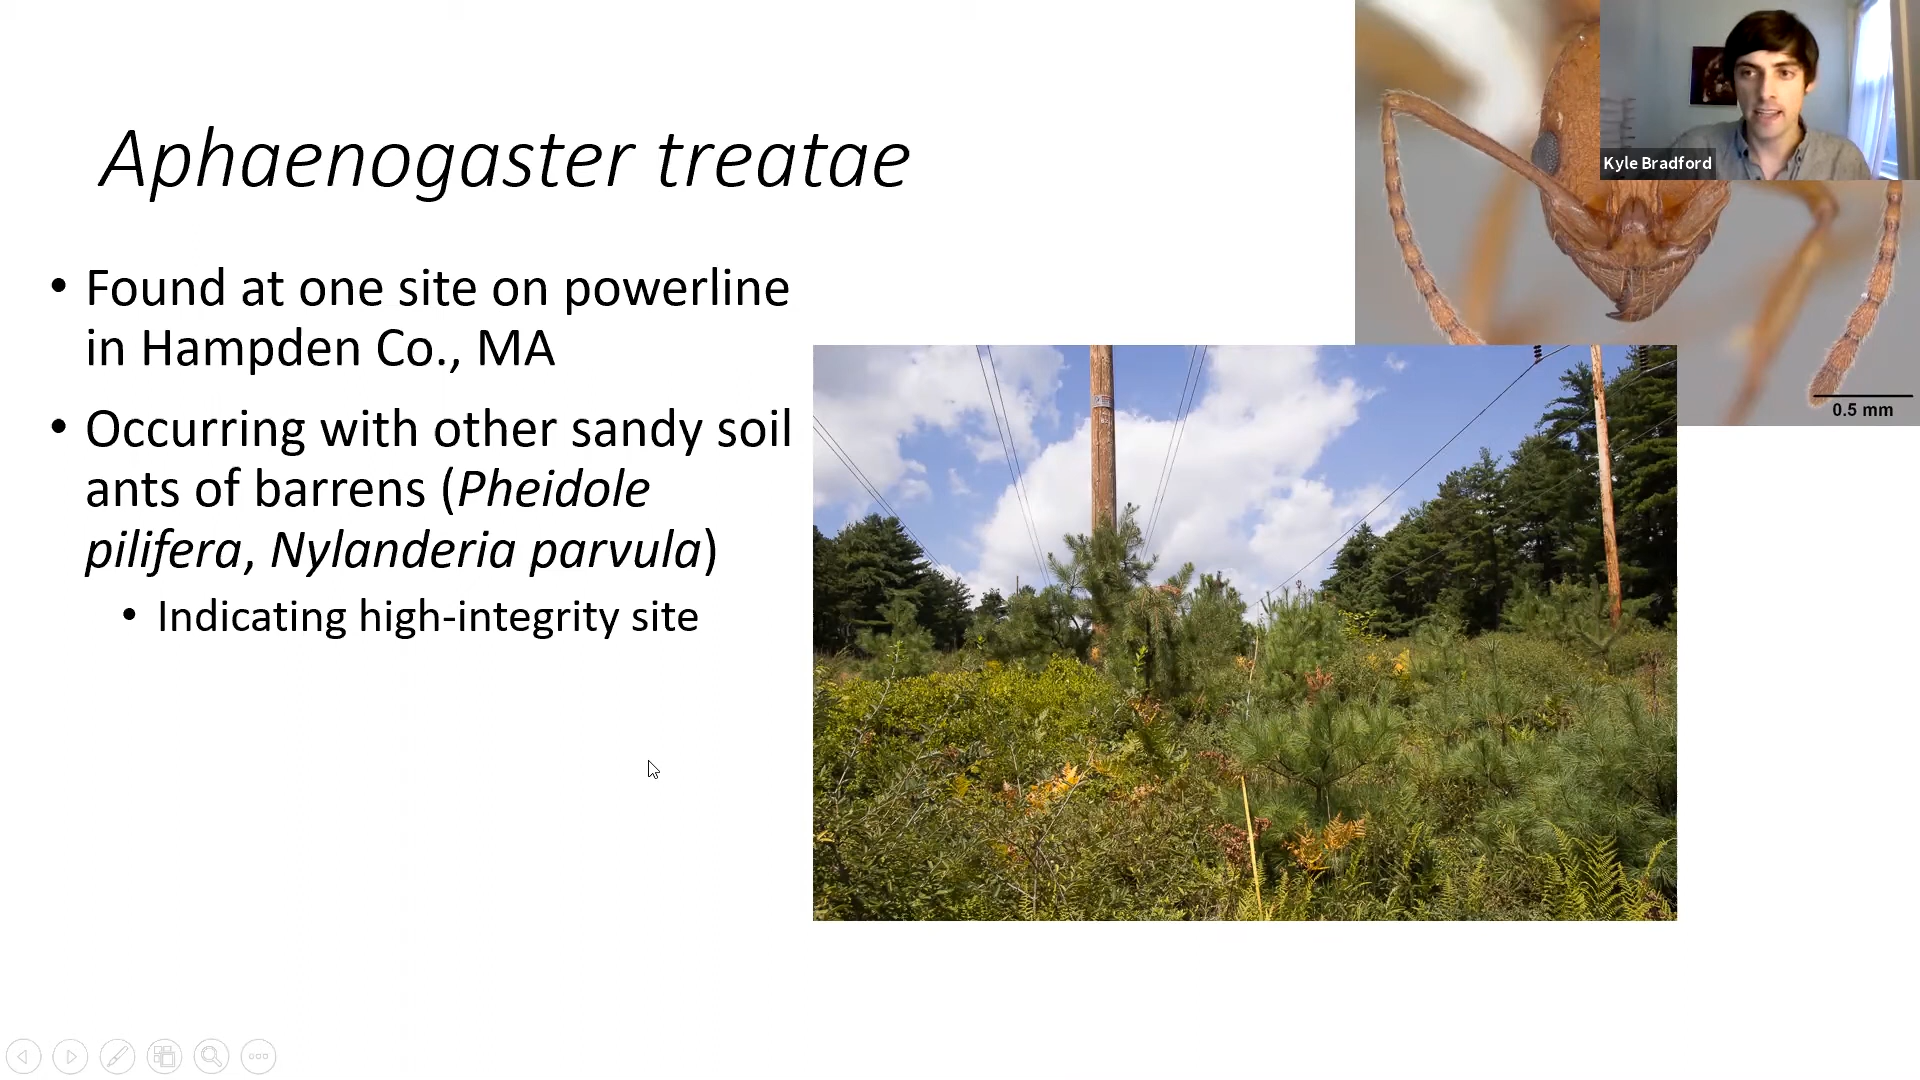 Aphaenogaster treatae
• Found at one site on powerline
in Hampden Co., MA
• Occurring with other sandy soil
ants of barrens (Pheidole
pilifera, Nylanderia parvula)
• Indicating high-integrity site
Kyle Bradford
0.5 mm